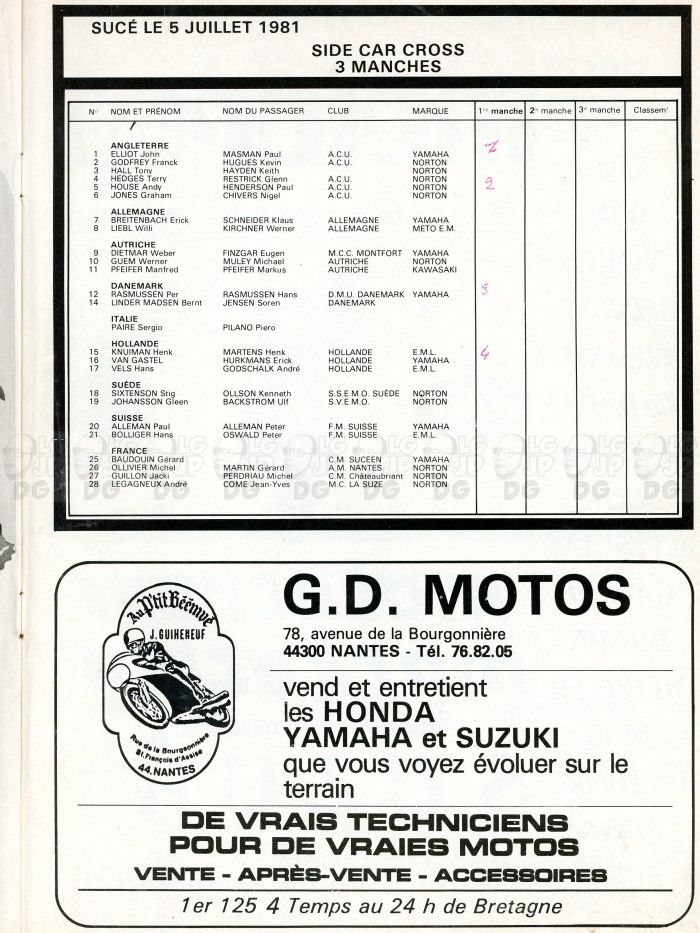 SUCÉ LE 5 JUILLET 1981
SIDE CAR CROSS
3 MANCHES
N° NOM ET PRÉNOM NOM DU PASSAGER CLUB MARQUE 1re manche 2e manche 3e manche Classemt
ANGLETERRE
1 ELLIOT John MASMAN Paul A.C.U. YAMAHA 1
2 GODFREY Franck HUGUES Kevin A.C.U. NORTON
3 HALL Tony HAYDEN Keith NORTON
4 HEDGES Terry RESTRICK Glenn A.C.U. NORTON
5 HOUSE Andy HENDERSON Paul A.C.U. NORTON 2
6 JONES Graham CHIVERS Nigel A.C.U. NORTON
ALLEMAGNE
7 BREITENBACH Erick SCHNEIDER Klaus ALLEMAGNE YAMAHA
8 LIEBL Willi KIRCHNER Werner ALLEMAGNE METO E.M.
AUTRICHE
9 DIETMAR Weber FINZGAR Eugen M.C.C. MONTFORT YAMAHA
10 GUEM Werner MULEY Michael AUTRICHE NORTON
11 PFEIFER Manfred PFEIFER Markus AUTRICHE KAWASAKI
DANEMARK
12 RASMUSSEN Per RASMUSSEN Hans D.M.U. DANEMARK YAMAHA 3
14 LINDER MADSEN Bernt JENSEN Soren DANEMARK
ITALIE
PAIRE Sergio PILANO Piero
HOLLANDE
15 KNUIMAN Henk MARTENS Henk HOLLANDE E.M.L. 4
16 VAN GASTEL HURKMANS Erick HOLLANDE YAMAHA
17 VELS Hans GODSCHALK André HOLLANDE E.M.L.
SUÈDE
18 SIXTENSON Stig OLLSON Kenneth S.S.E.M.O. SUÈDE NORTON
19 JOHANSSON Gleen BACKSTROM Ulf S.V.E.M.O. NORTON
SUISSE
20 ALLEMAN Paul ALLEMAN Peter F.M. SUISSE YAMAHA
21 BOLLIGER Hans OSWALD Peter F.M. SUISSE E.M.L.
FRANCE
25 BAUDOUIN Gérard C.M. SUCEEN YAMAHA
26 OLLIVIER Michel MARTIN Gérard A.M. NANTES NORTON
27 GUILLON Jacki PERDRIAU Michel C.M. Châteaubriant NORTON
28 LEGAGNEUX André COME Jean-Yves M.C. LA SUZE NORTON
Au P'tit Béémvé
J. GUIHENEUF
Rue de la Bourgonnière
St. François d'Assise
44. NANTES
G.D. MOTOS
78, avenue de la Bourgonnière
44300 NANTES - Tél. 76.82.05
vend et entretient
les HONDA
YAMAHA et SUZUKI
que vous voyez évoluer sur le
terrain
DE VRAIS TECHNICIENS
POUR DE VRAIES MOTOS
VENTE - APRÈS-VENTE - ACCESSOIRES
1er 125 4 Temps au 24 h de Bretagne